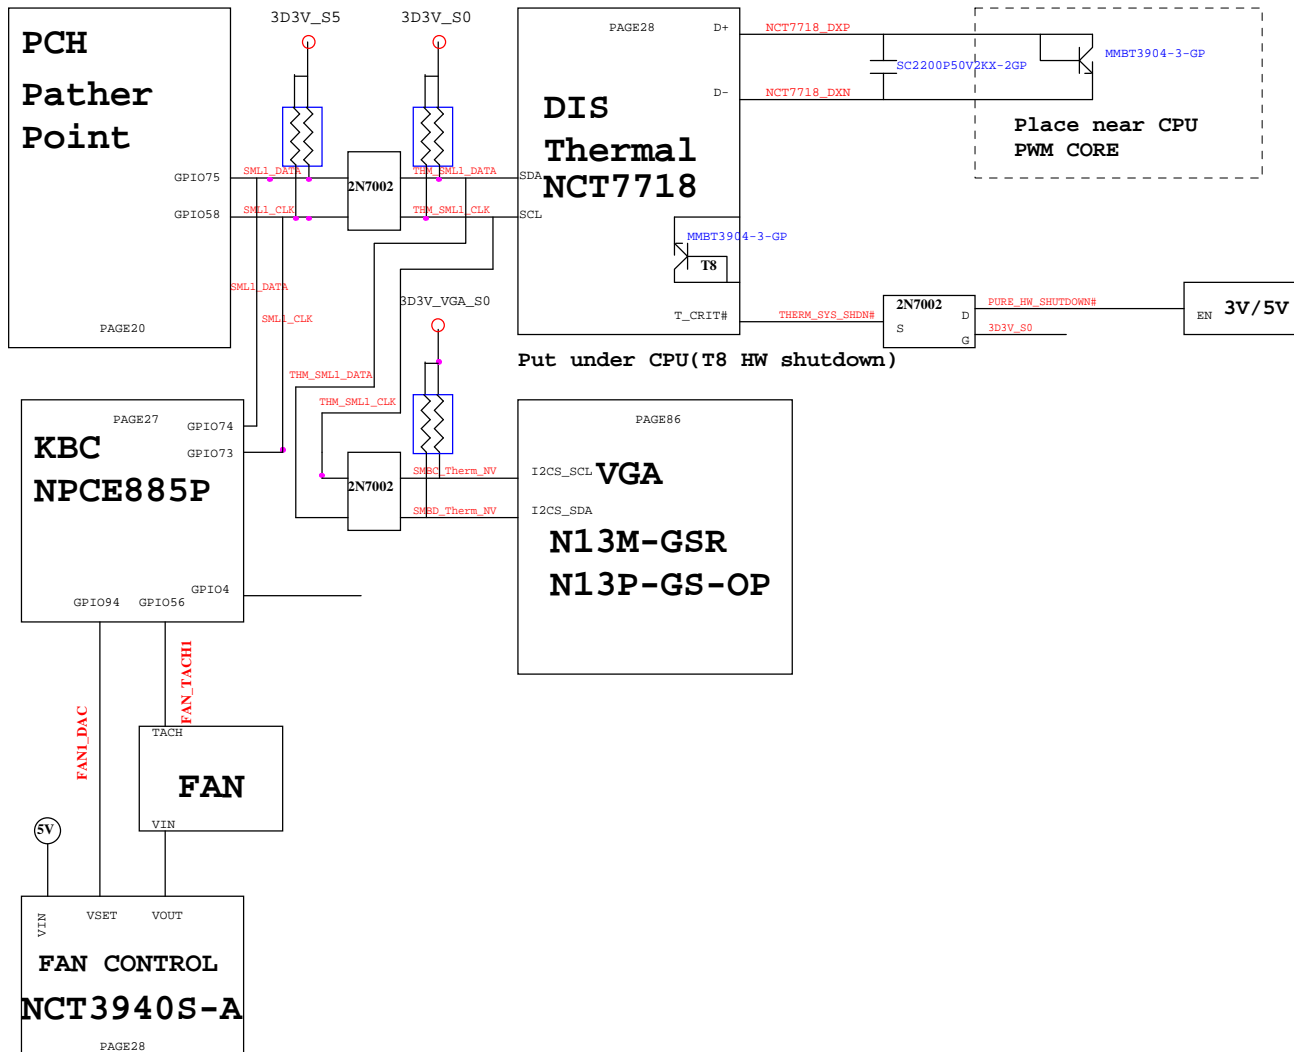 3D3V_S5
3D3V_S0
PCH
Pather
Point
GPIO75
GPIO58
PAGE20
SML1_DATA
SML1_CLK
2N7002
THM_SML1_DATA
THM_SML1_CLK
SML1_DATA
SML1_CLK
PAGE28
DIS
Thermal
NCT7718
D+
D-
SDA
SCL
MMBT3904-3-GP
T8
T_CRIT#
NCT7718_DXP
NCT7718_DXN
SC2200P50V2KX-2GP
MMBT3904-3-GP
Place near CPU
PWM CORE
THERM_SYS_SHDN#
2N7002
S
D
G
PURE_HW_SHUTDOWN#
3D3V_S0
EN
3V/5V
Put under CPU(T8 HW shutdown)
3D3V_VGA_S0
THM_SML1_DATA
THM_SML1_CLK
PAGE27
KBC
NPCE885P
GPIO74
GPIO73
GPIO4
GPIO94
GPIO56
2N7002
SMBC_Therm_NV
SMBD_Therm_NV
PAGE86
I2CS_SCL
VGA
I2CS_SDA
N13M-GSR
N13P-GS-OP
FAN1_DAC
FAN_TACH1
TACH
FAN
VIN
5V
VIN
VSET
VOUT
FAN CONTROL
NCT3940S-A
PAGE28